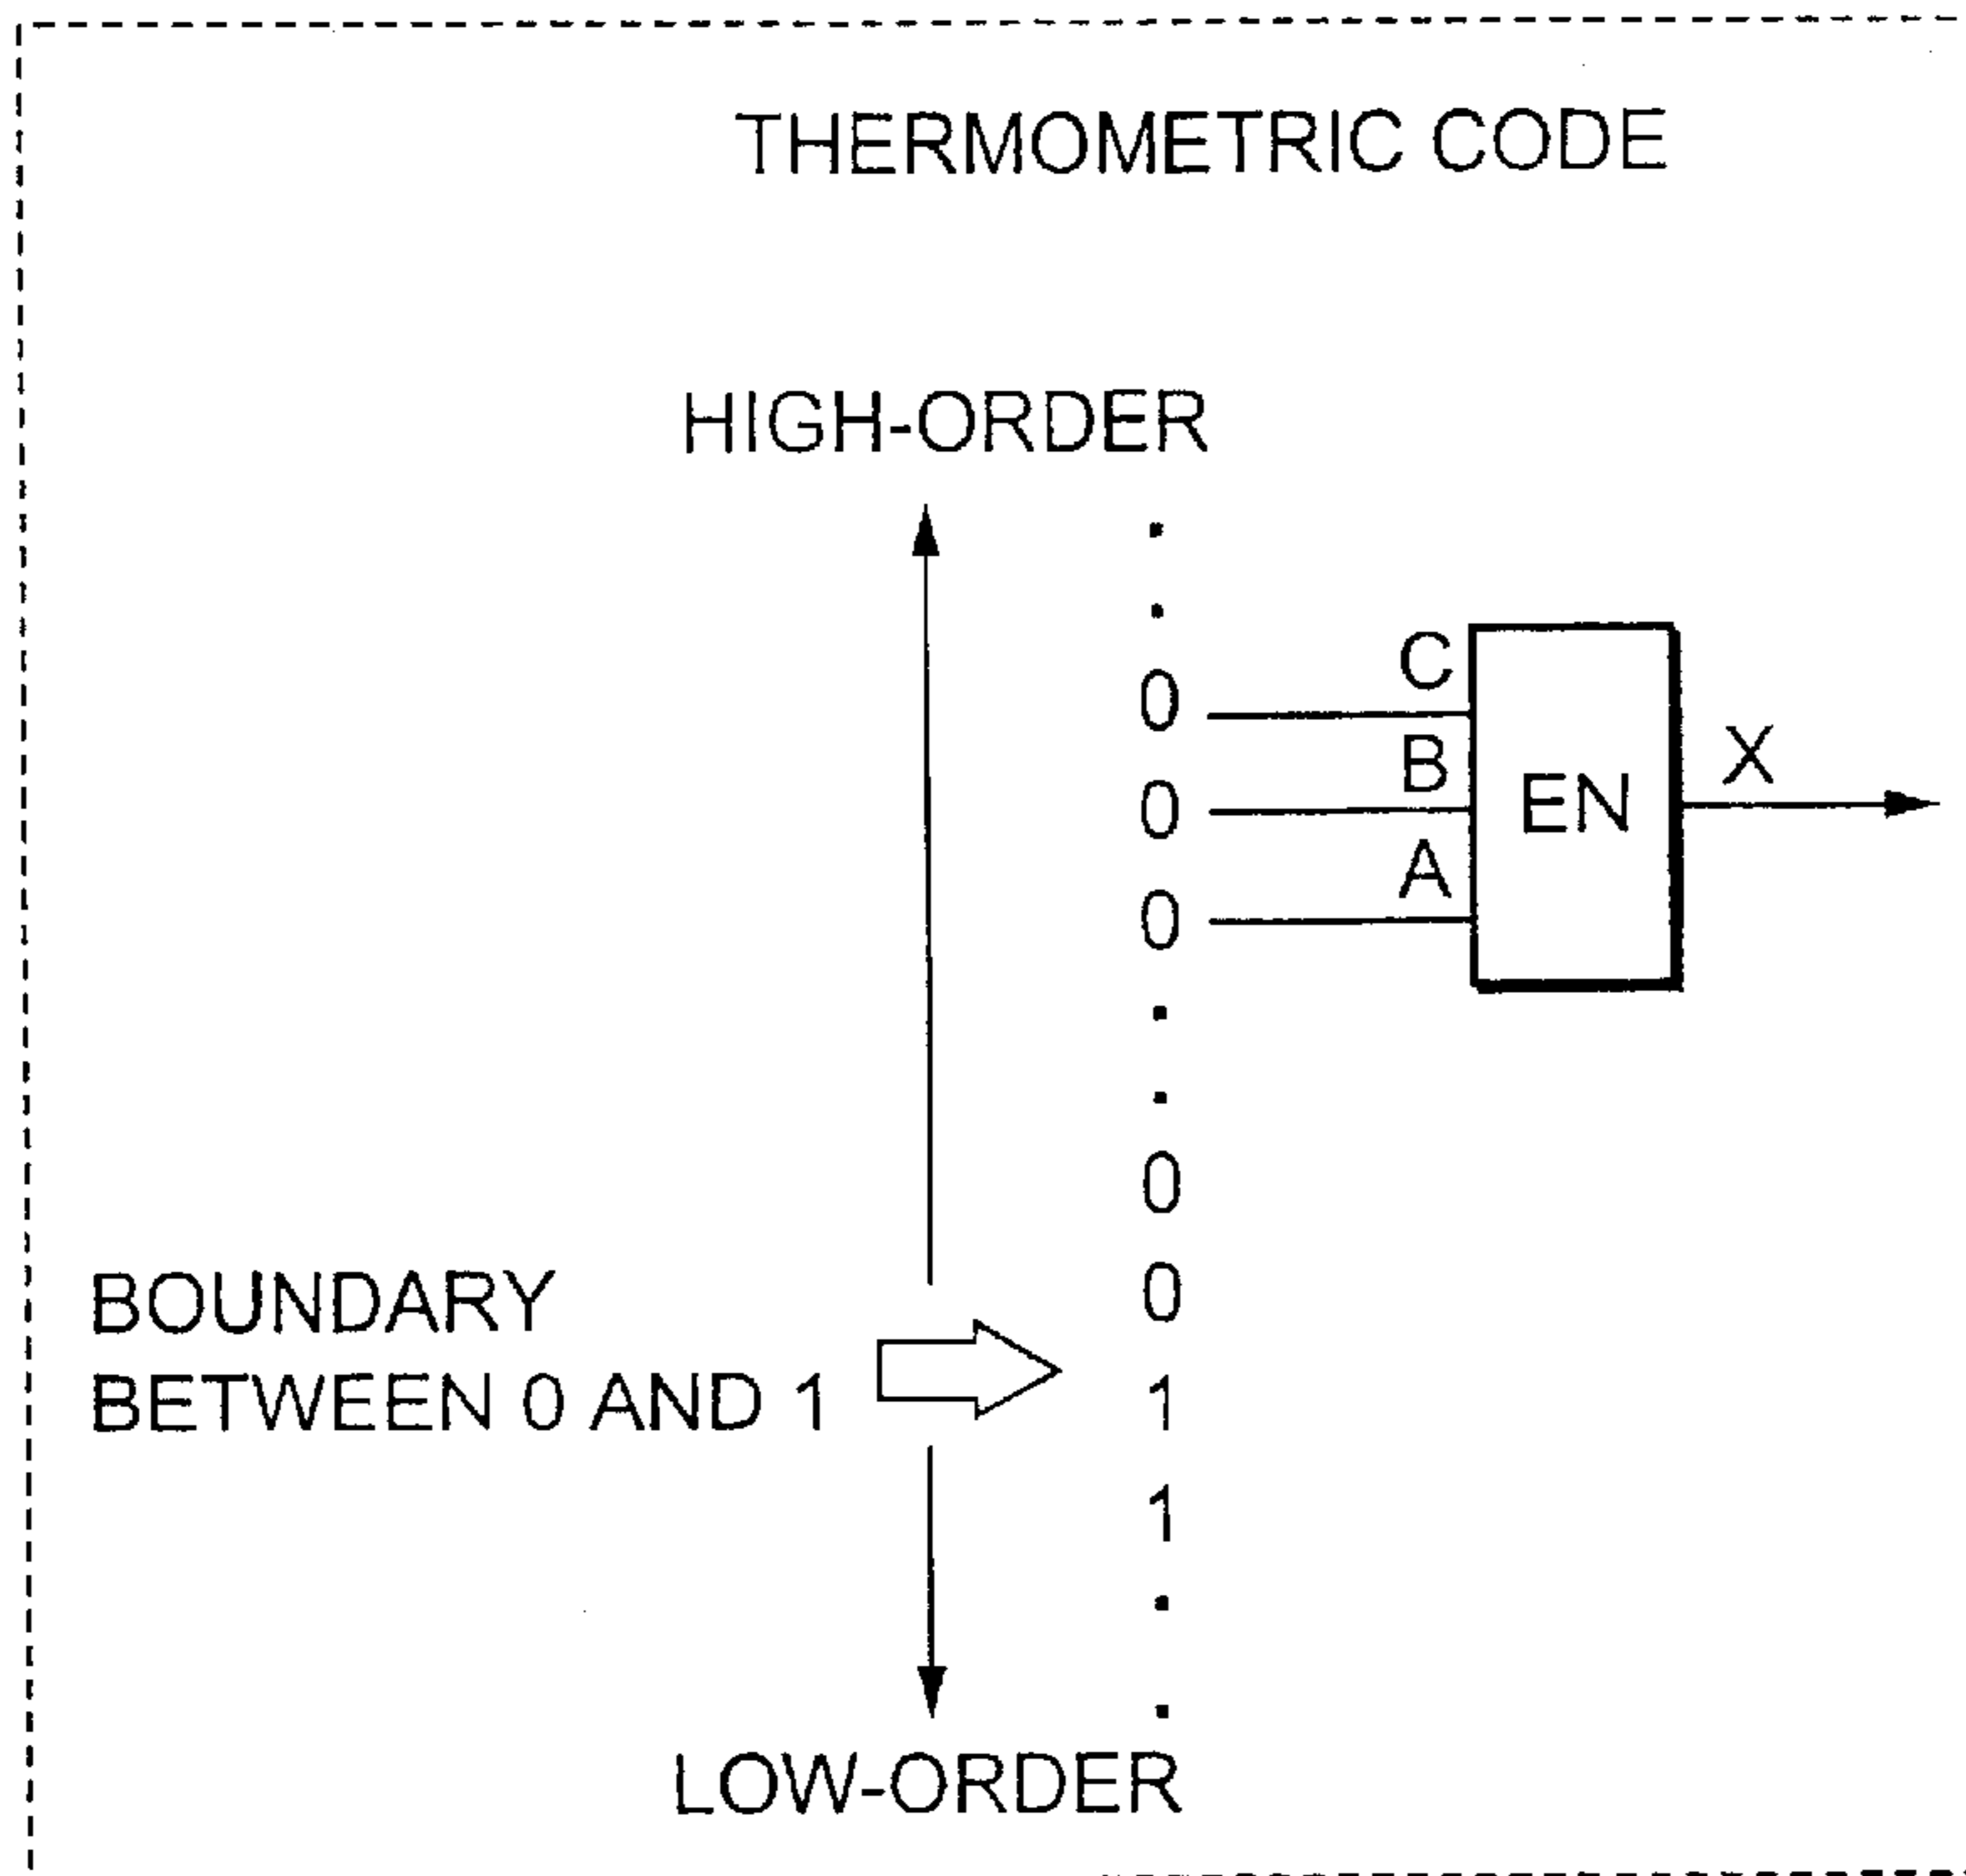 THERMOMETRIC CODE
HIGH-ORDER
0
C
0
B
EN
X
0
A
0
0
BOUNDARY
BETWEEN 0 AND 1
1
1
LOW-ORDER